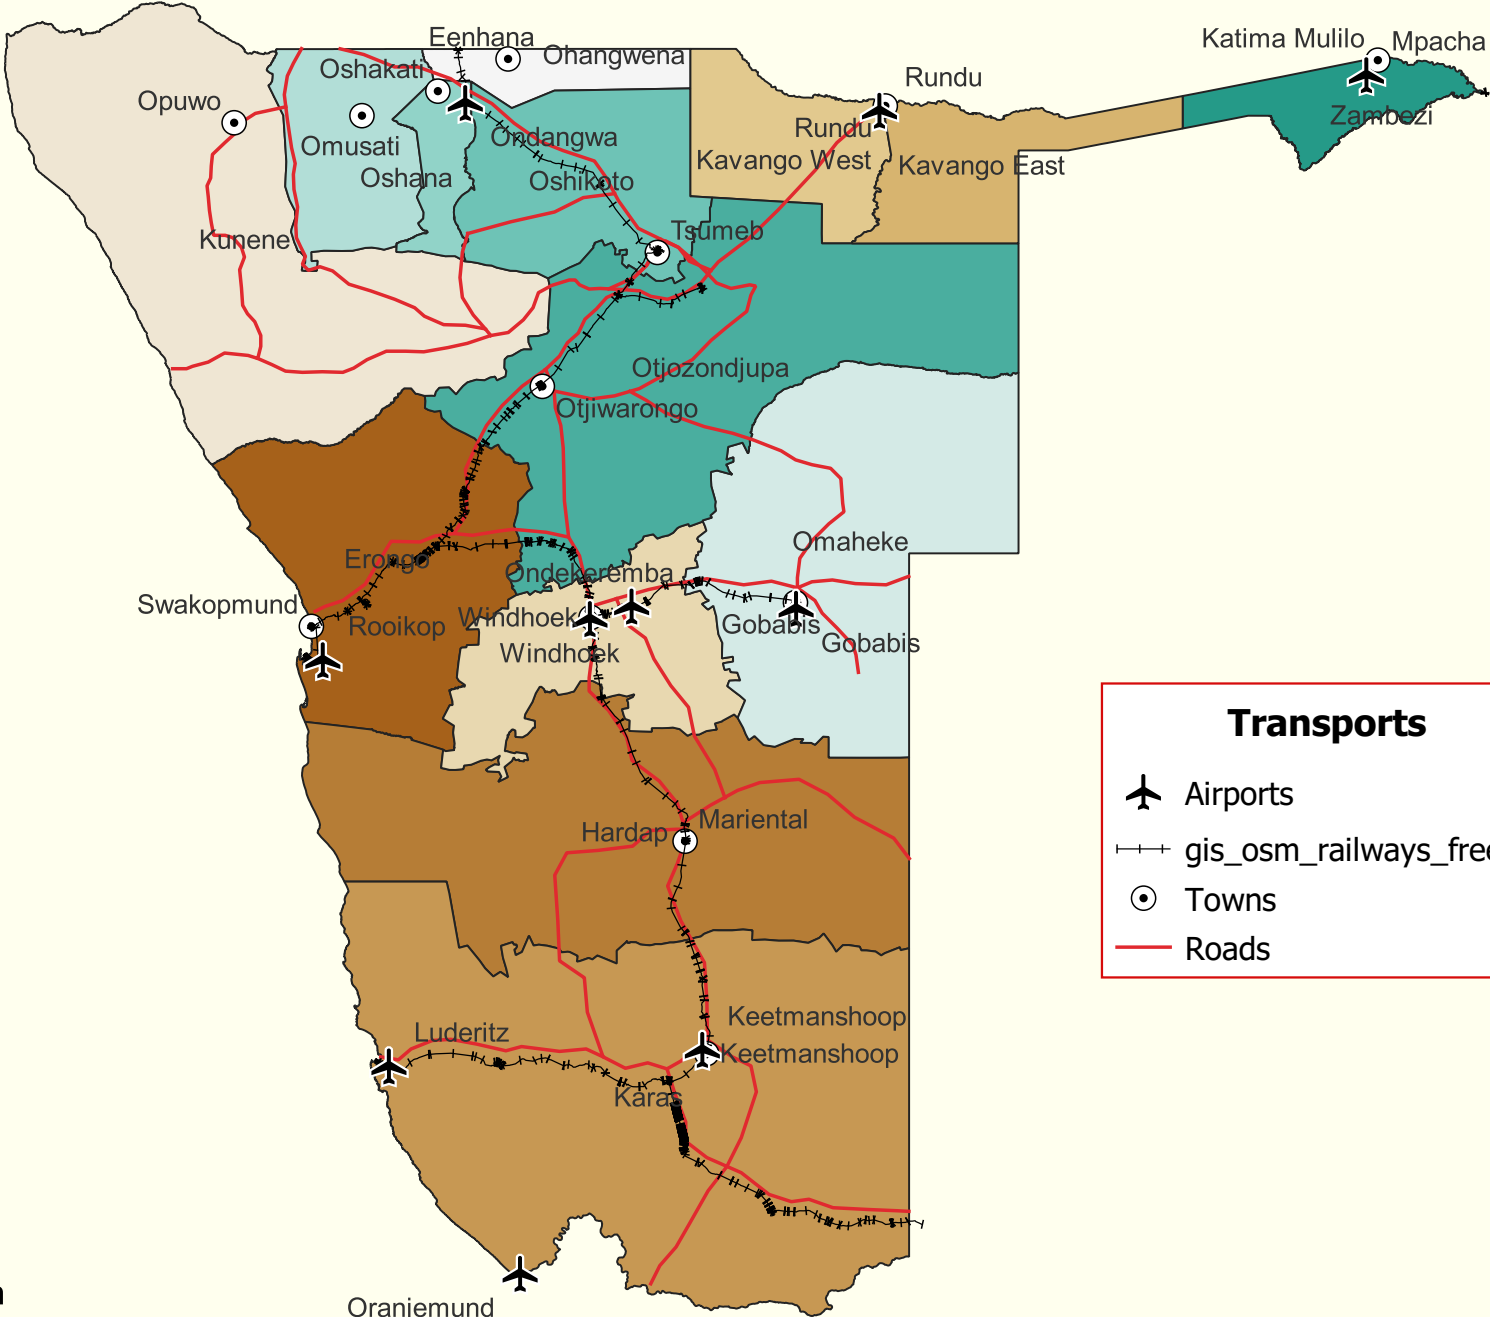 Eenhana
Ohangwena
Katima Mulilo
Mpacha
Oshakati
Rundu
Opuwo
Zambezi
Rundu
Omusati
Ondangwa
Kavango West
Kavango East
Oshana
Oshikoto
Kunene
Tsumeb
Otjozondjupa
Otjiwarongo
Omaheke
Erongo
Ondekeremba
Swakopmund
Rooikop
Windhoek
Gobabis
Gobabis
Windhoek
Transports
Airports
gis_osm_railways_free
Towns
Roads
Hardap
Mariental
Luderitz
Keetmanshoop
Keetmanshoop
Karas
Oranjemund